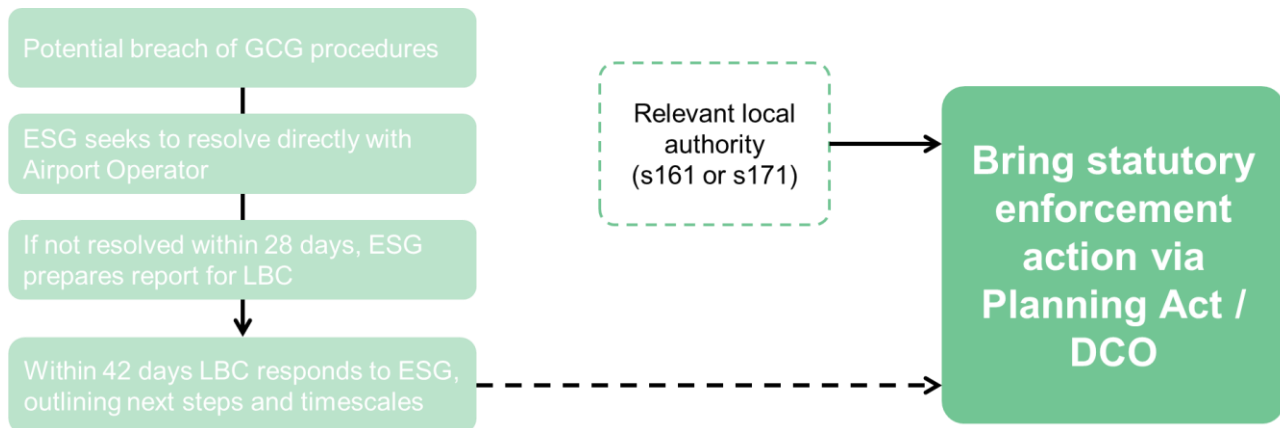 Potential breach of GCG procedures
ESG seeks to resolve directly with
Airport Operator
If not resolved within 28 days, ESG
prepares report for LBC
Within 42 days LBC responds to ESG,
outlining next steps and timescales
Relevant local
authority
(s161 or s171)
Bring statutory
enforcement
action via
Planning Act /
DCO